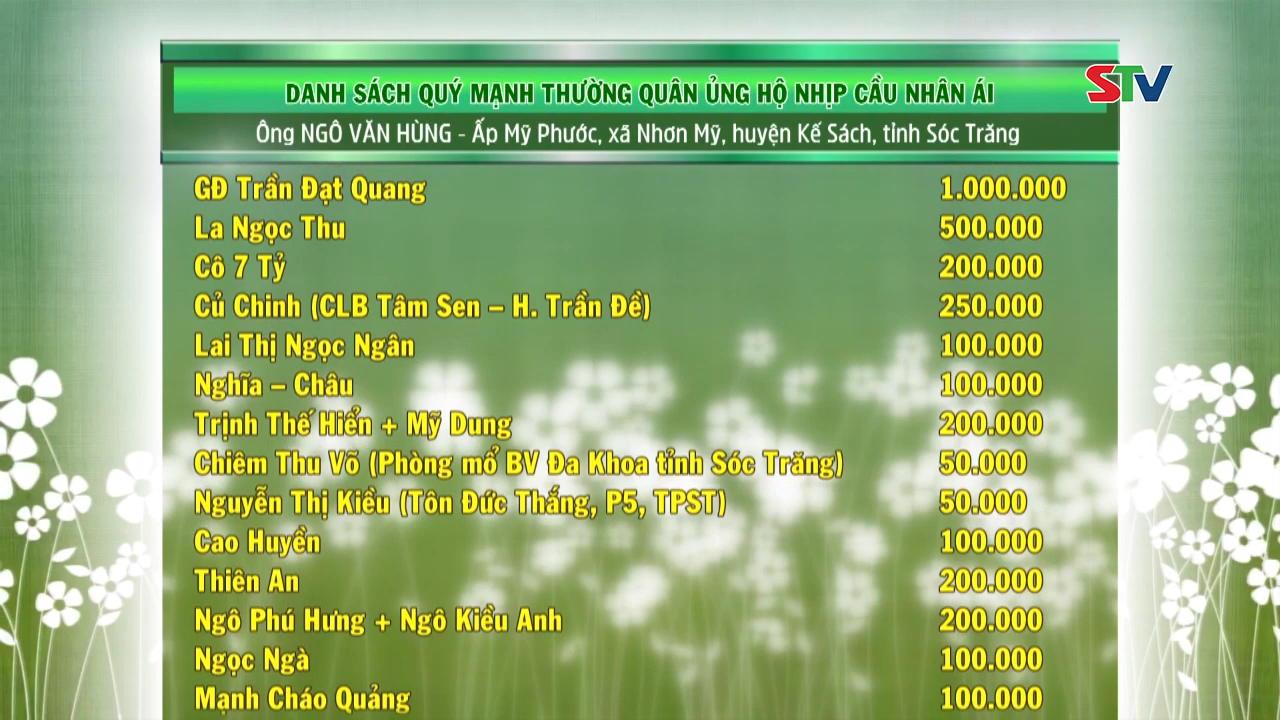 DANH SÁCH QUÝ MẠNH THƯỜNG QUÂN ỦNG HỘ NHỊP CẦU NHÂN ÁI
STV
Ông NGÔ VĂN HÙNG - Ấp Mỹ Phước, xã Nhơn Mỹ, huyện Kế Sách, tỉnh Sóc Trăng
GĐ Trần Đạt Quang 1.000.000
La Ngọc Thu 500.000
Cô 7 Tỷ 200.000
Củ Chinh (CLB Tâm Sen – H. Trần Đề) 250.000
Lai Thị Ngọc Ngân 100.000
Nghĩa – Châu 100.000
Trịnh Thế Hiển + Mỹ Dung 200.000
Chiêm Thu Võ (Phòng mổ BV Đa Khoa tỉnh Sóc Trăng) 50.000
Nguyễn Thị Kiều (Tôn Đức Thắng, P5, TPST) 50.000
Cao Huyền 100.000
Thiên An 200.000
Ngô Phú Hưng + Ngô Kiều Anh 200.000
Ngọc Ngà 100.000
Mạnh Cháo Quảng 100.000